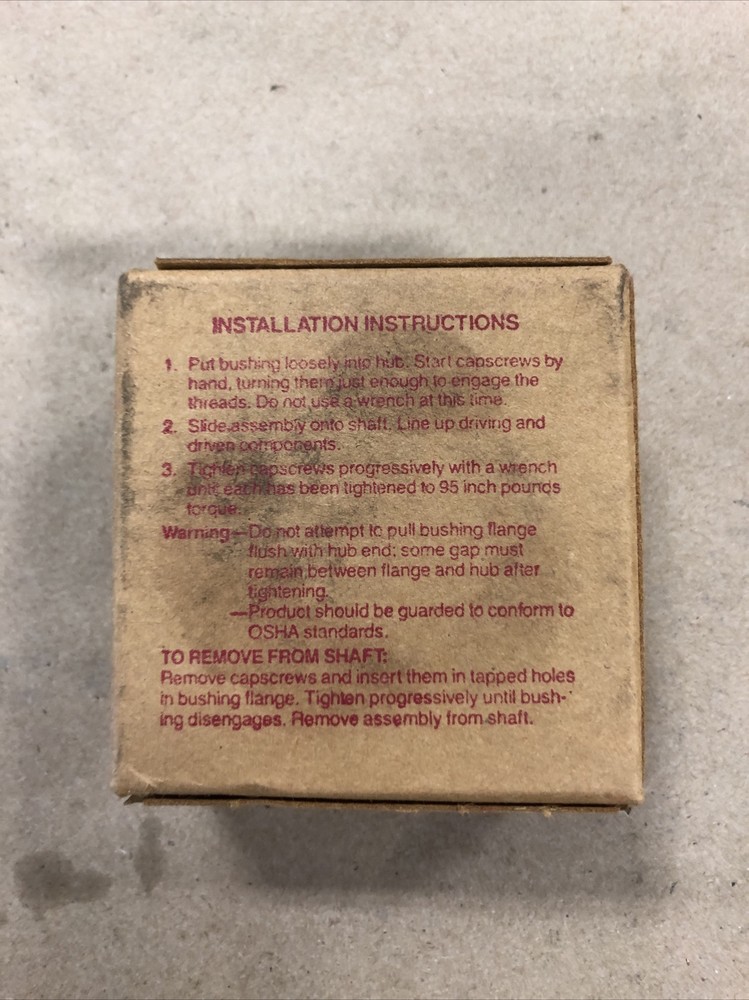 INSTALLATION INSTRUCTIONS
1. Put bushing loosely into hub. Start capscrews by
hand, turning them just enough to engage the
threads. Do not use a wrench at this time.
2. Slide assembly onto shaft. Line up driving and
driven components.
3. Tighten capscrews progressively with a wrench
until each has been tightened to 95 inch pounds
torque.
Warning—Do not attempt to pull bushing flange
flush with hub end; some gap must
remain between flange and hub after
tightening.
—Product should be guarded to conform to
OSHA standards.
TO REMOVE FROM SHAFT:
Remove capscrews and insert them in tapped holes
in bushing flange. Tighten progressively until bush-
ing disengages. Remove assembly from shaft.